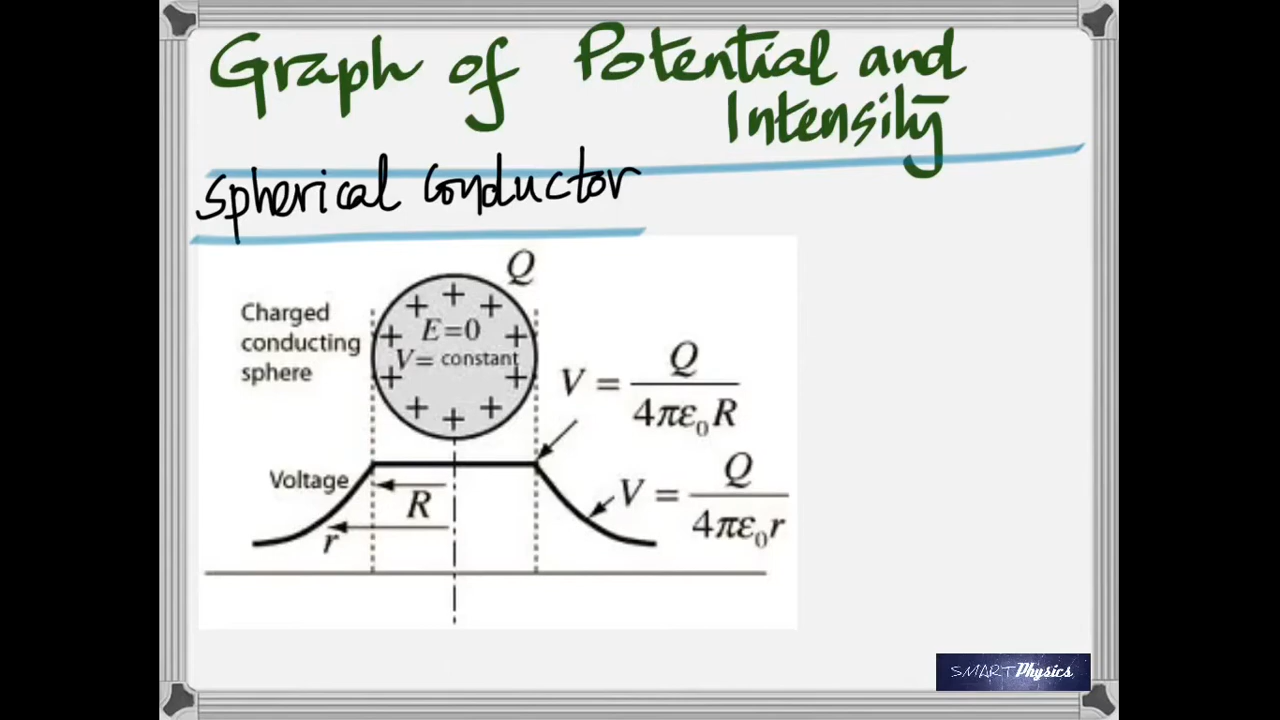 Graph of Potential and
Intensity
Spherical Conductor
Q
Charged
conducting
sphere
+ + + + + + + + + +
E=0
V= constant
V = Q / 4πε₀R
Voltage
R
r
V = Q / 4πε₀r
SMART Physics